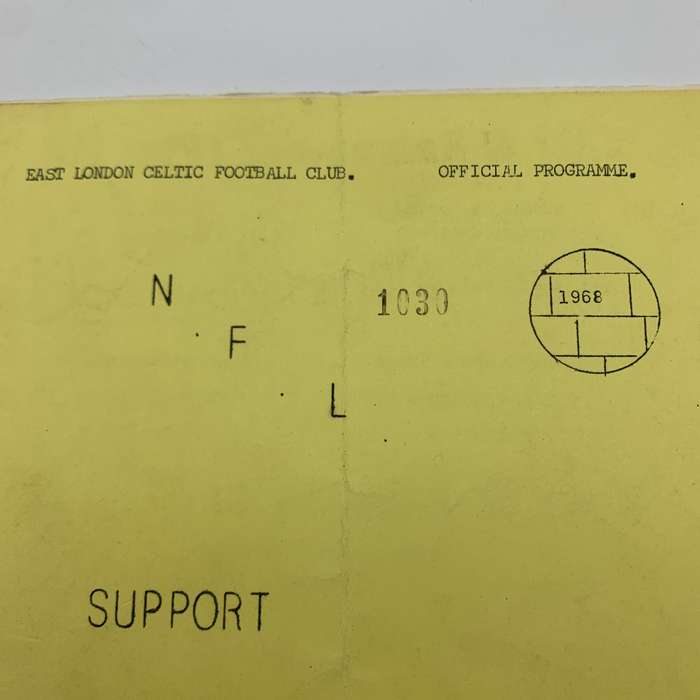 EAST LONDON CELTIC FOOTBALL CLUB. OFFICIAL PROGRAMME.
N
1030
1968
F
L
SUPPORT